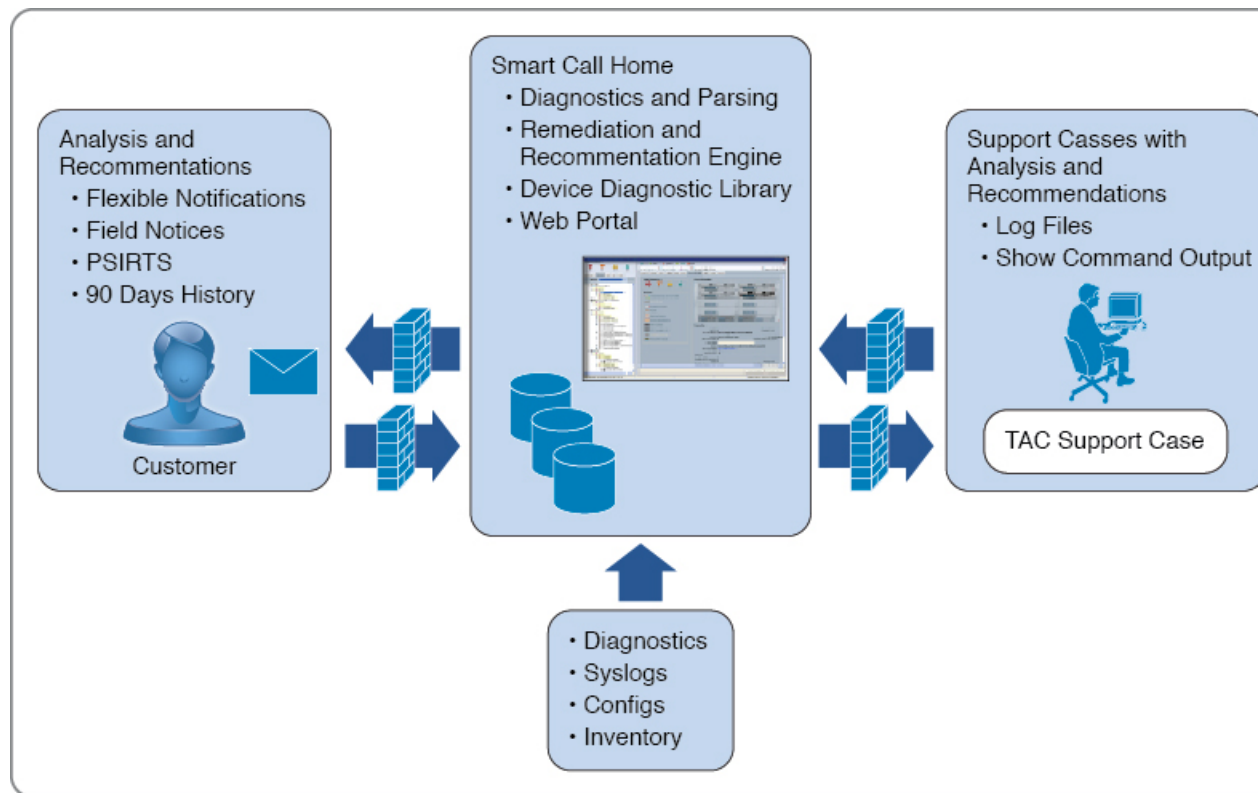 Analysis and
Recommentations
• Flexible Notifications
• Field Notices
• PSIRTS
• 90 Days History
Customer
Smart Call Home
• Diagnostics and Parsing
• Remediation and
Recommentation Engine
• Device Diagnostic Library
• Web Portal
Support Casses with
Analysis and
Recommendations
• Log Files
• Show Command Output
TAC Support Case
• Diagnostics
• Syslogs
• Configs
• Inventory